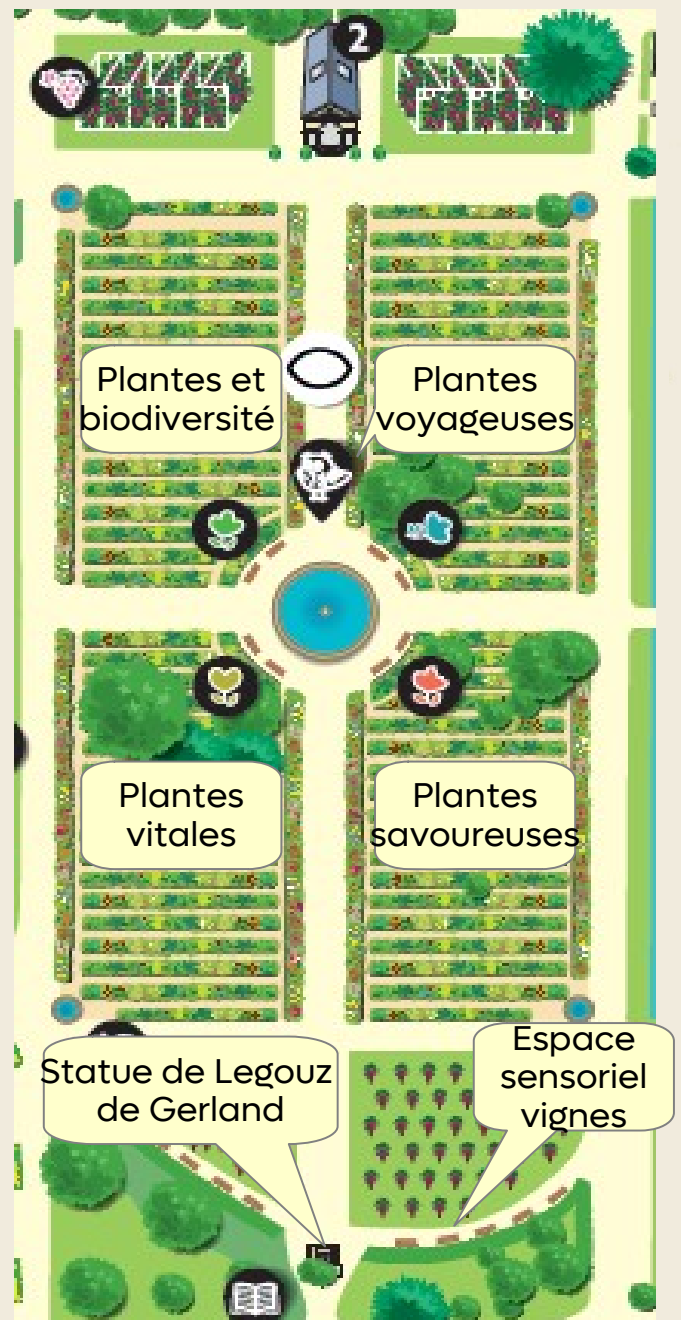 2
Plantes et
biodiversité
Plantes
voyageuses
Plantes
vitales
Plantes
savoureuses
Statue de Legouz
de Gerland
Espace
sensoriel
vignes